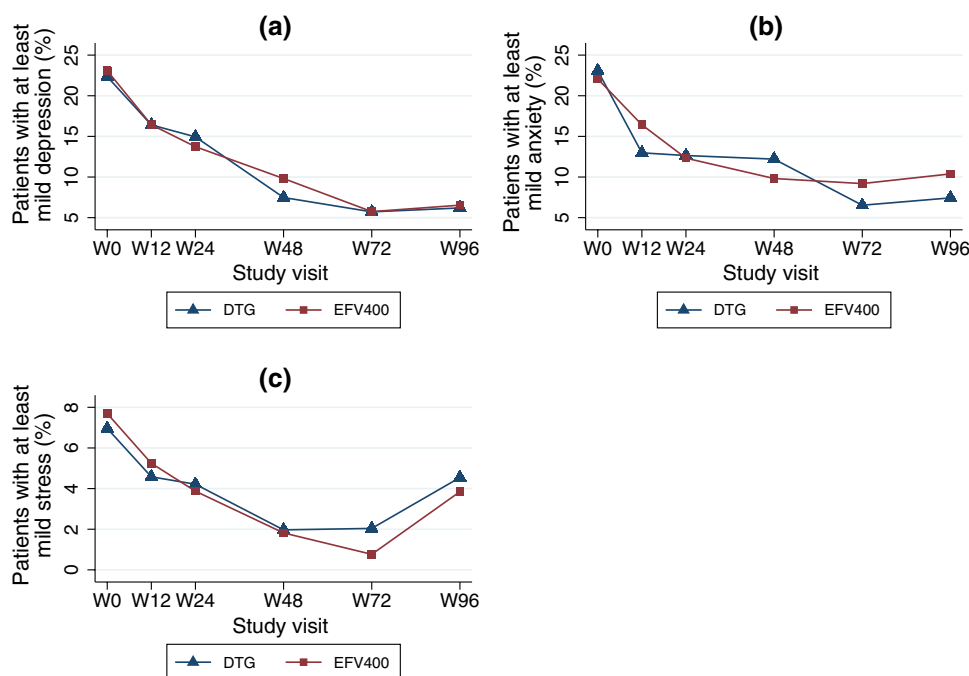 (a)
Patients with at least
mild depression (%)
25
20
15
10
5
W0 W12 W24 W48 W72 W96
Study visit
DTG EFV400
(b)
Patients with at least
mild anxiety (%)
25
20
15
10
5
W0 W12 W24 W48 W72 W96
Study visit
DTG EFV400
(c)
Patients with at least
mild stress (%)
8
6
4
2
0
W0 W12 W24 W48 W72 W96
Study visit
DTG EFV400